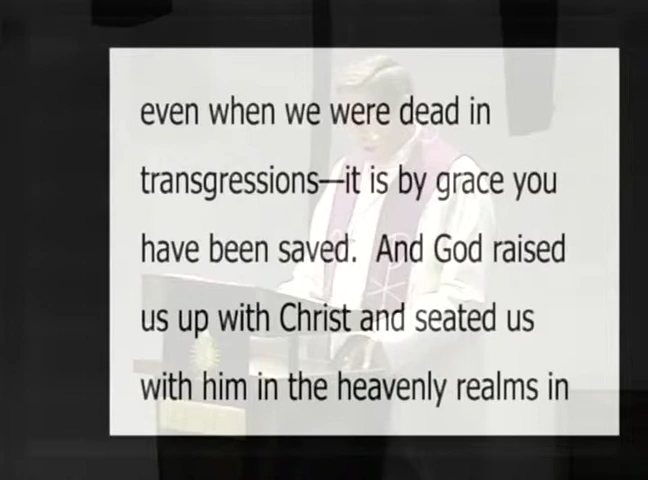 even when we were dead in
transgressions—it is by grace you
have been saved.  And God raised
us up with Christ and seated us
with him in the heavenly realms in